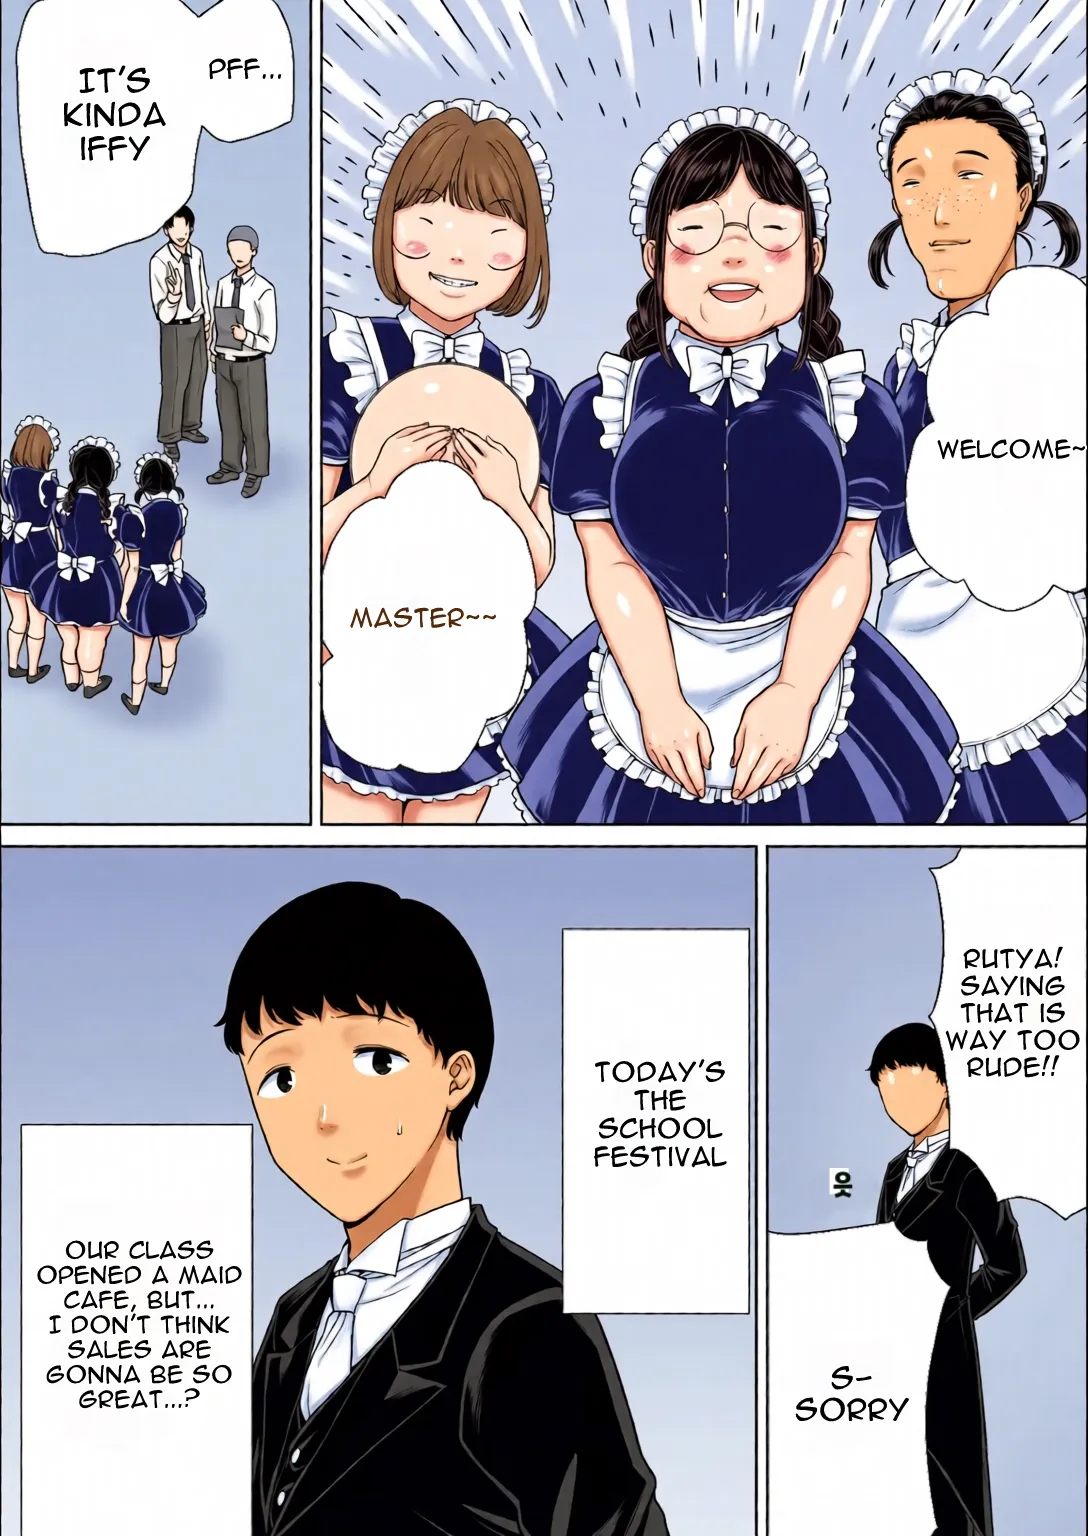 WELCOME~
MASTER~~
PFF...
IT'S
KINDA
IFFY
RUTYA!
SAYING
THAT IS
WAY TOO
RUDE!!
웃
S-
SORRY
TODAY'S
THE
SCHOOL
FESTIVAL
OUR CLASS
OPENED A MAID
CAFE, BUT...
I DON'T THINK
SALES ARE
GONNA BE SO
GREAT...?